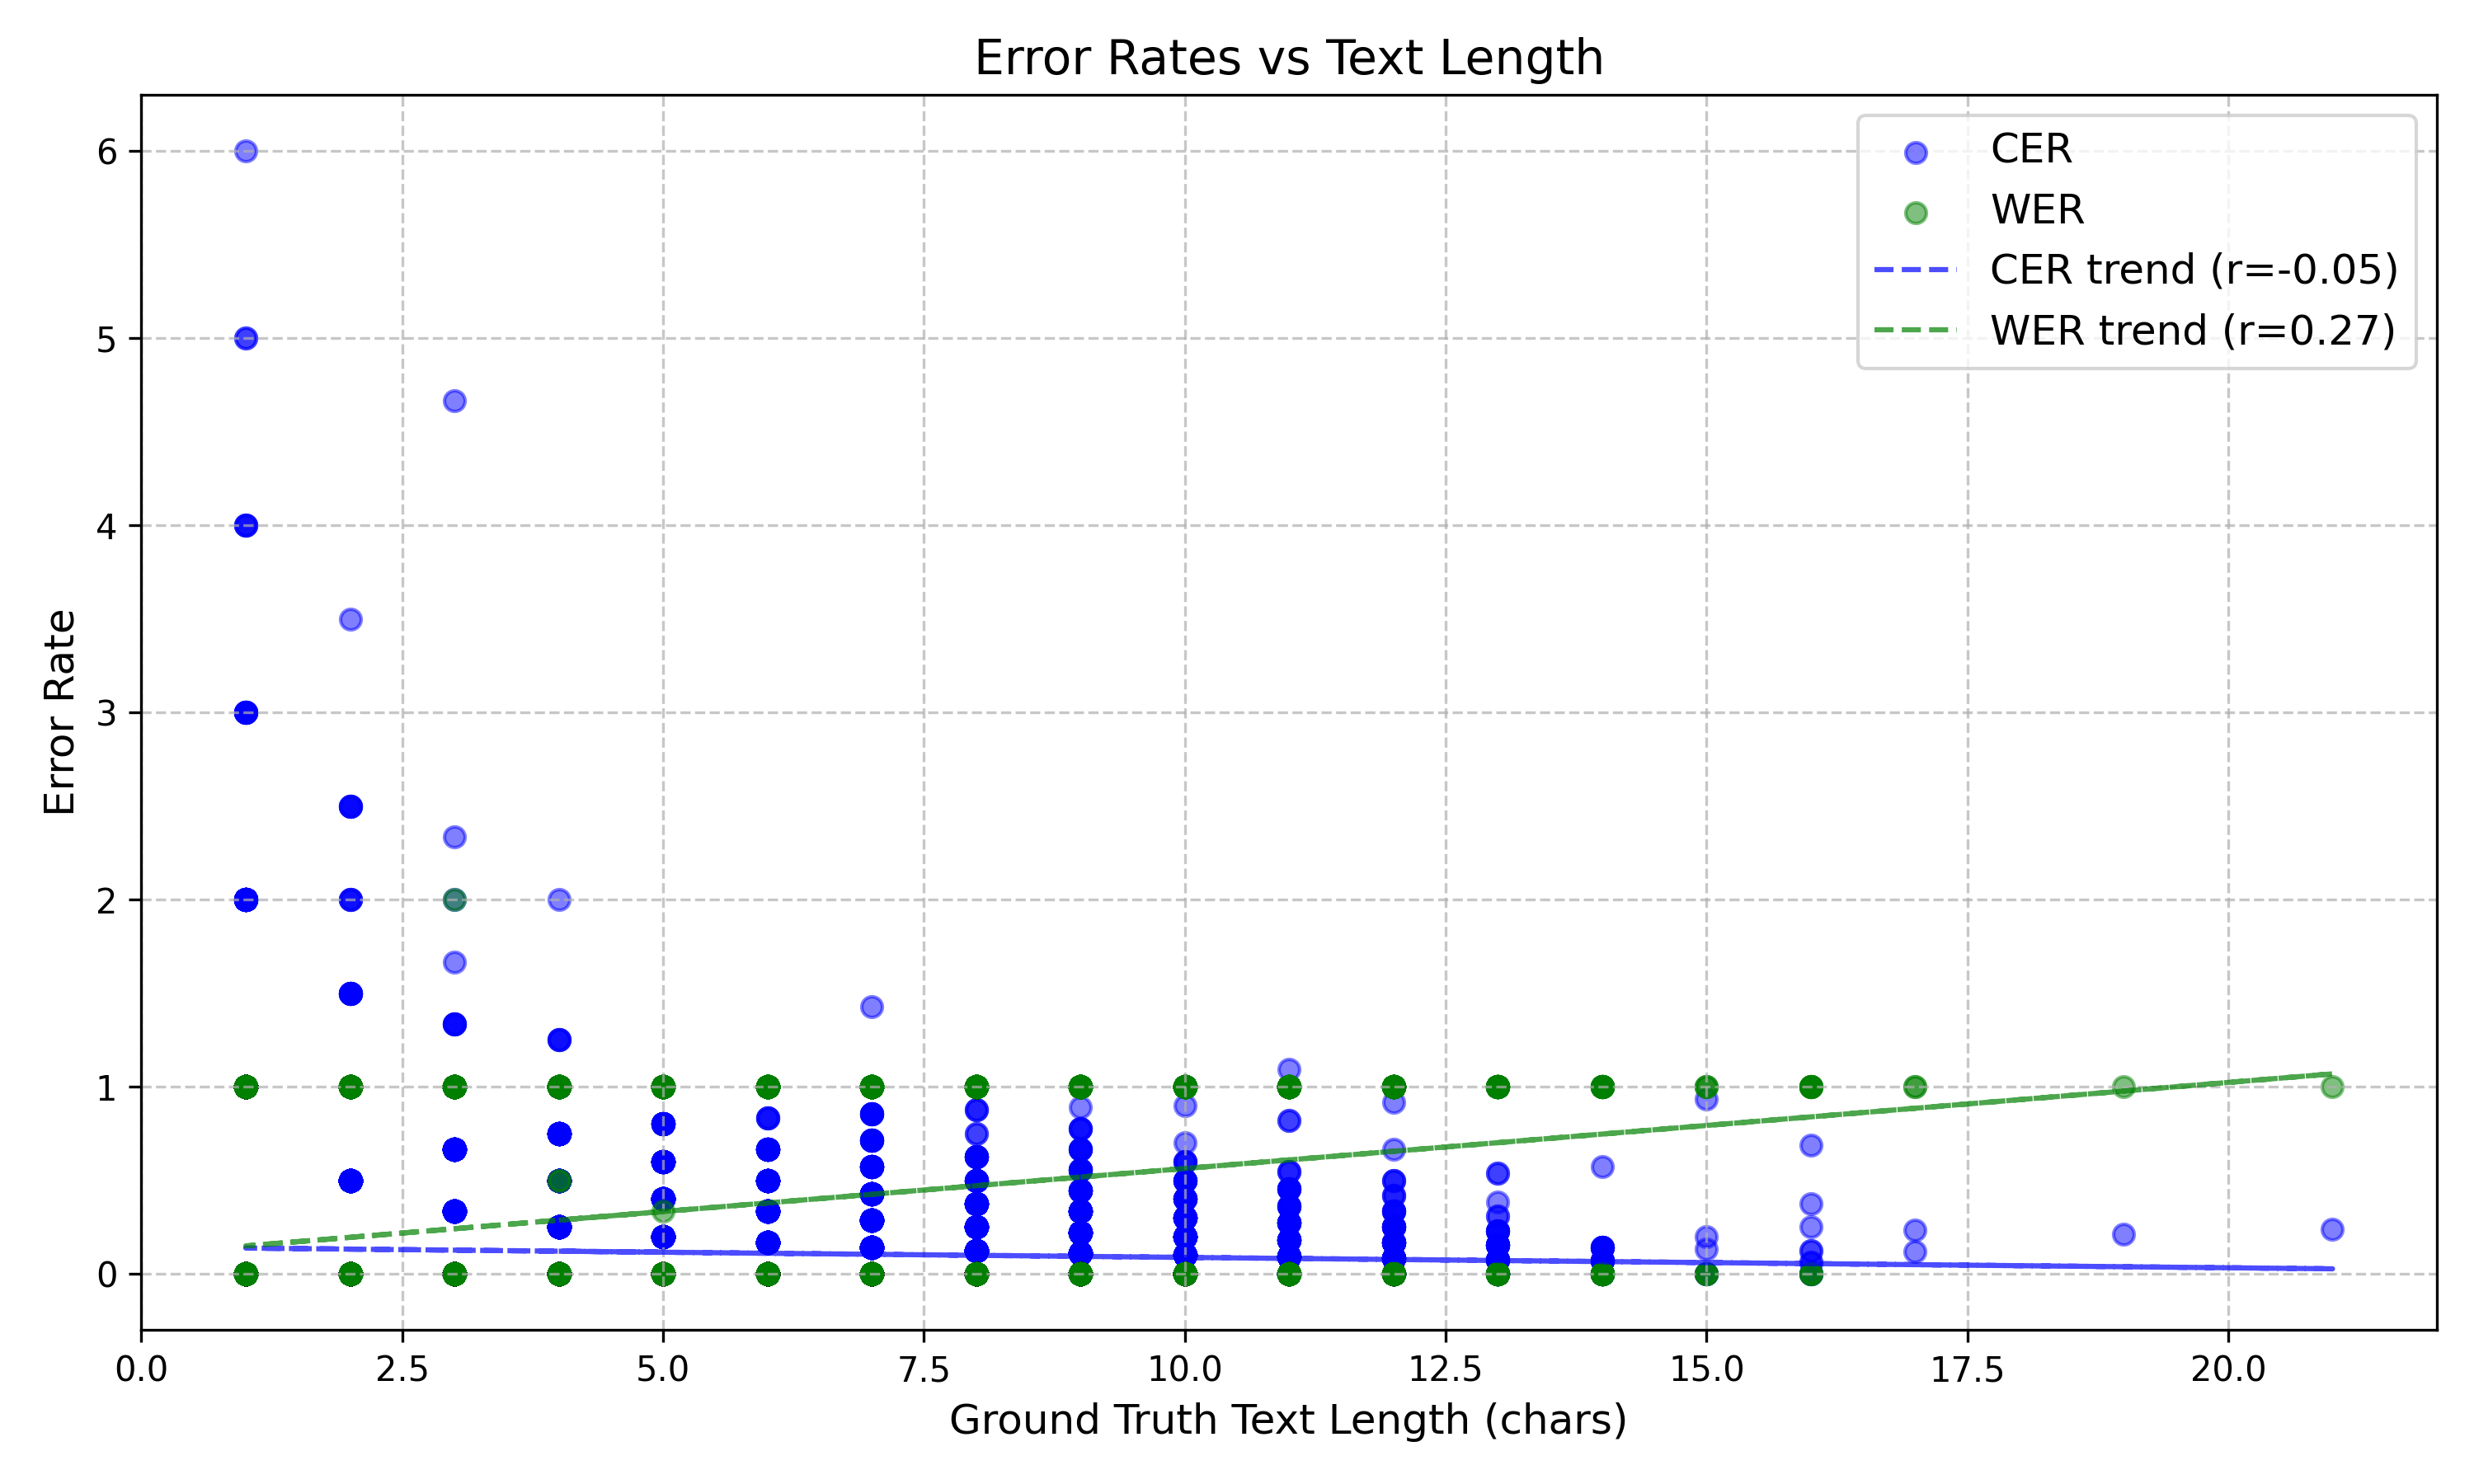 Error Rates vs Text Length
CER
WER
CER trend (r=-0.05)
WER trend (r=0.27)
Error Rate
6
5
4
3
2
1
0
0.0 2.5 5.0 7.5 10.0 12.5 15.0 17.5 20.0
Ground Truth Text Length (chars)